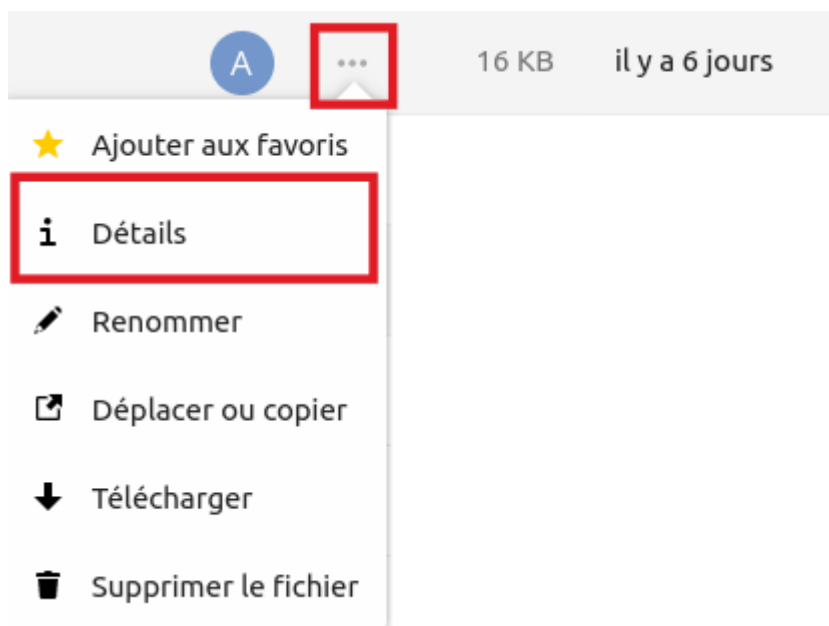 A ... 16 KB il y a 6 jours
Ajouter aux favoris
Détails
Renommer
Déplacer ou copier
Télécharger
Supprimer le fichier